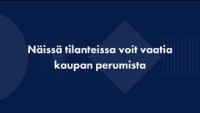 Näissä tilanteissa voit vaatia
kaupan perumista